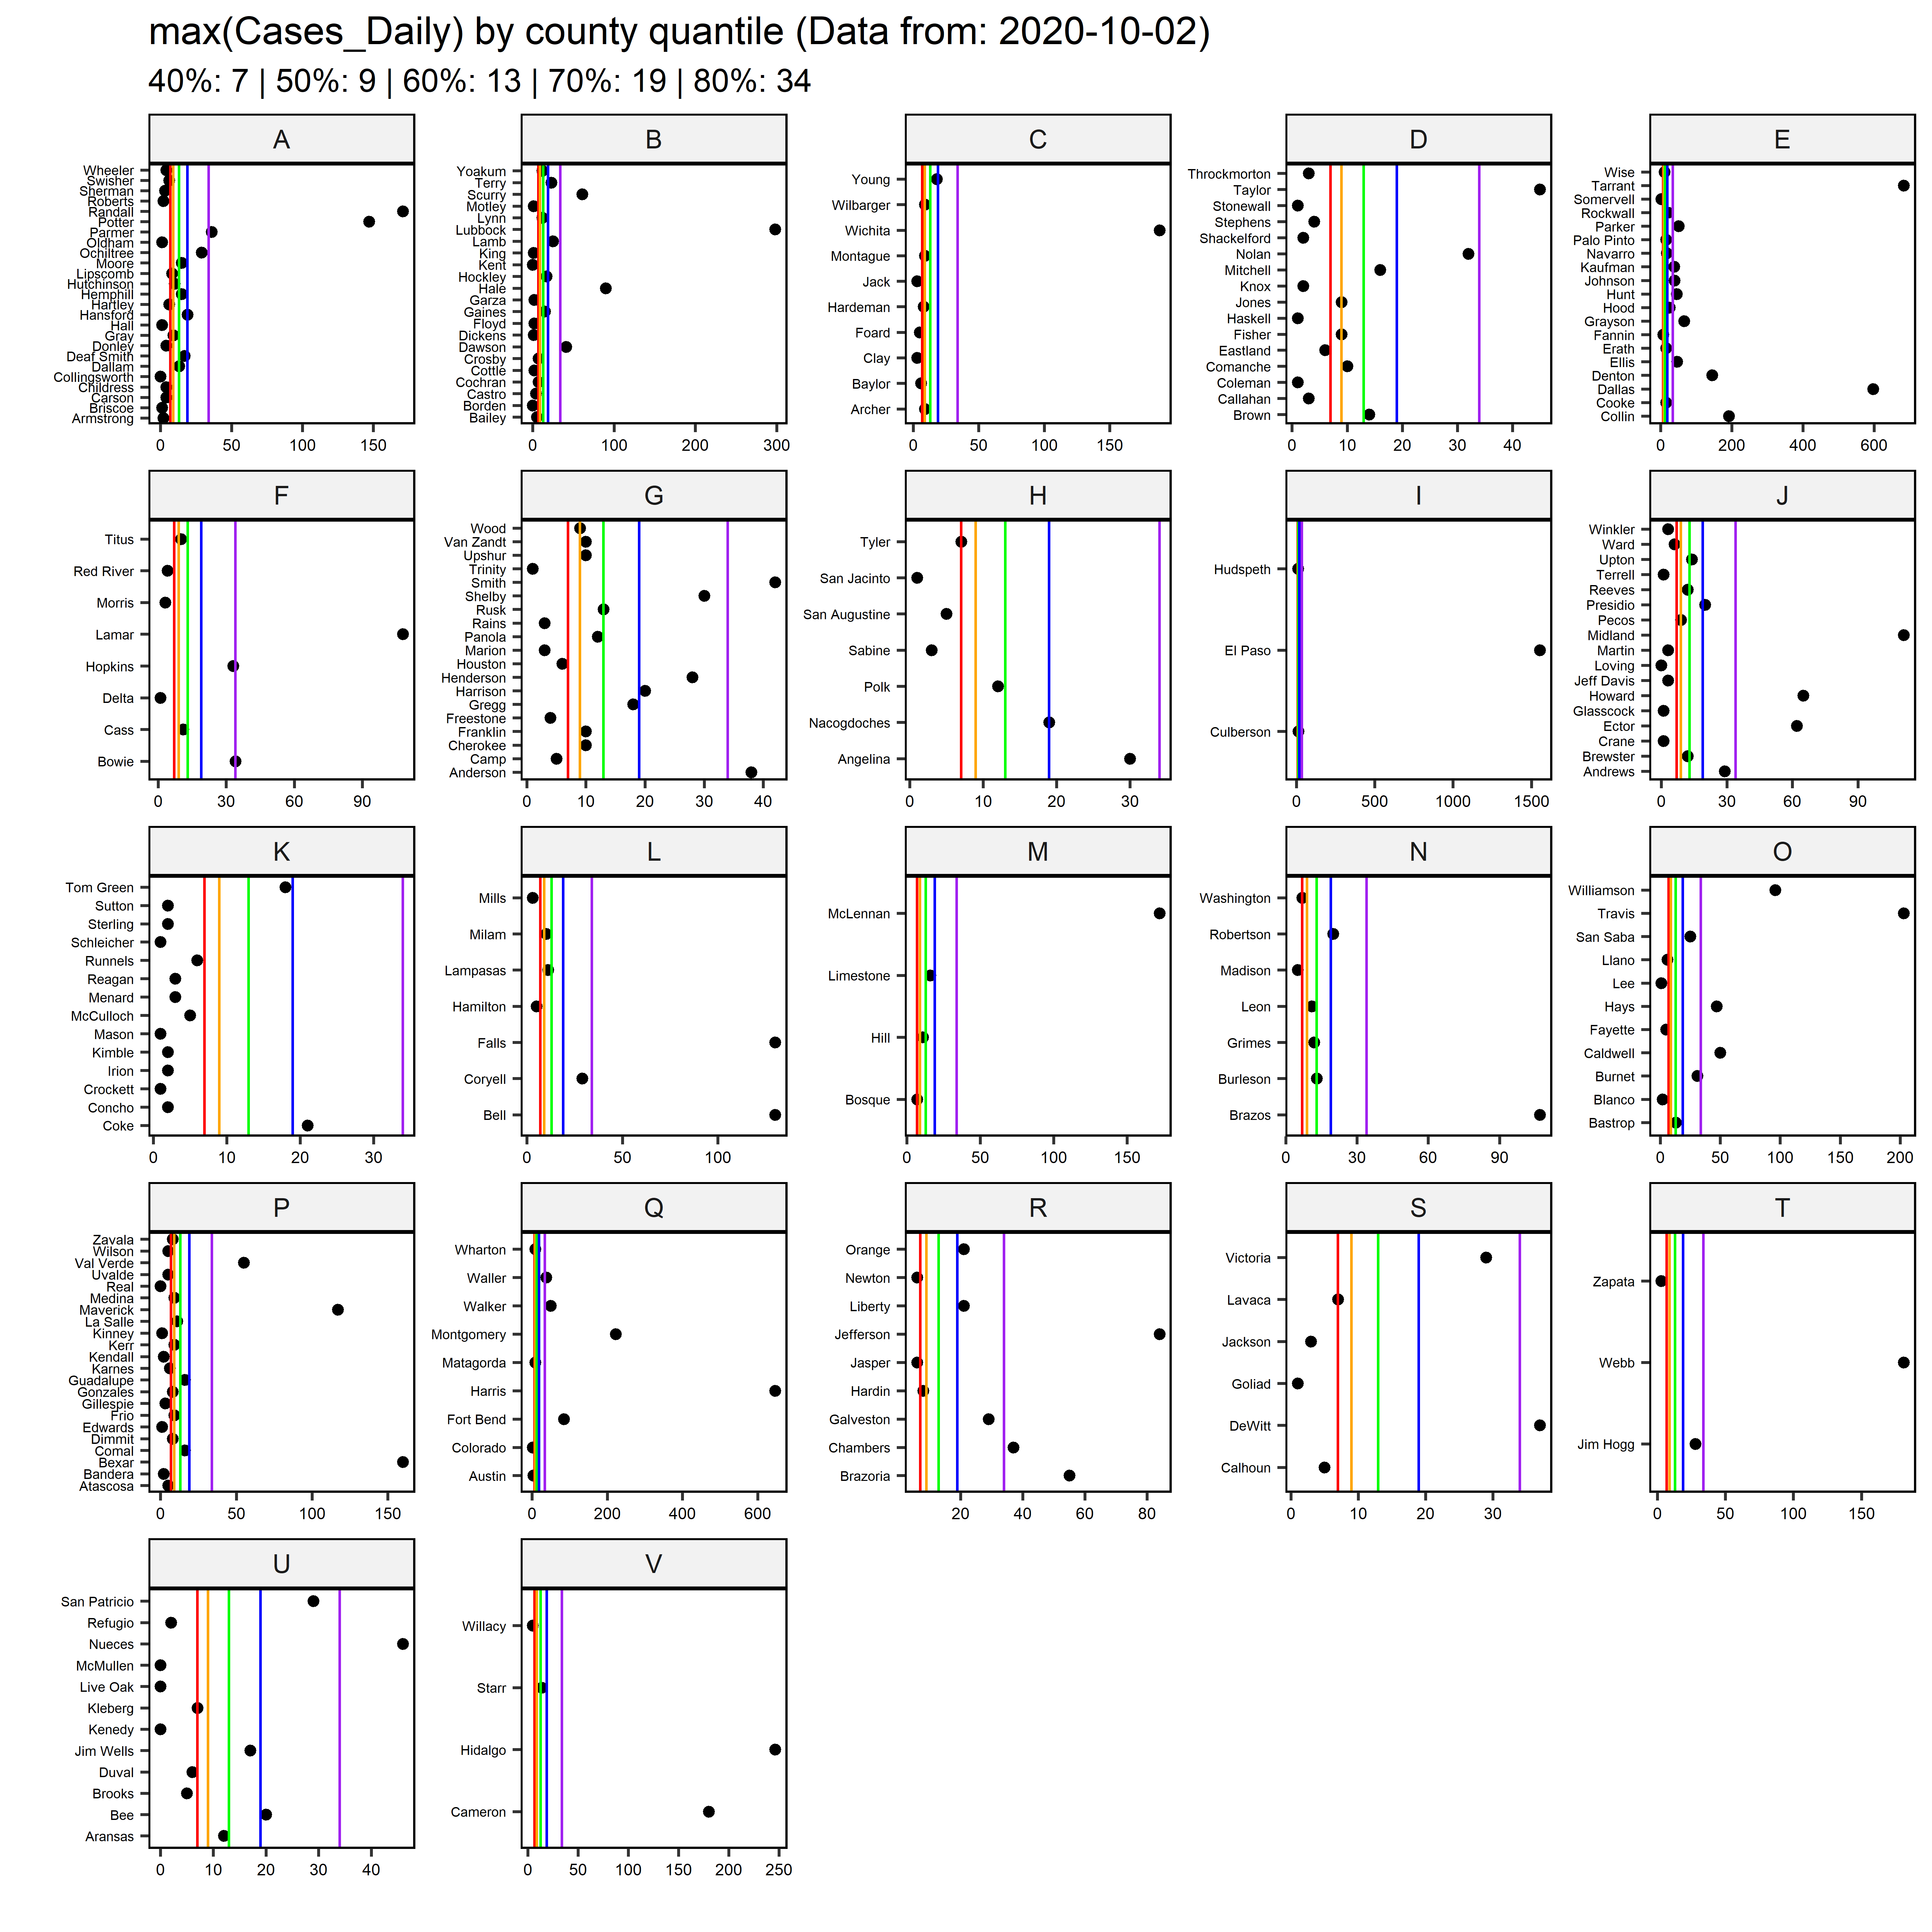 max(Cases_Daily) by county quantile (Data from: 2020-10-02)
40%: 7 | 50%: 9 | 60%: 13 | 70%: 19 | 80%: 34
A
Wheeler
Swisher
Sherman
Roberts
Randall
Potter
Parmer
Oldham
Ochiltree
Moore
Lipscomb
Hutchinson
Hemphill
Hartley
Hansford
Hall
Gray
Donley
Deaf Smith
Dallam
Collingsworth
Childress
Carson
Briscoe
Armstrong
0 50 100 150
B
Yoakum
Terry
Scurry
Motley
Lynn
Lubbock
Lamb
King
Kent
Hockley
Hale
Garza
Gaines
Floyd
Dickens
Dawson
Crosby
Cottle
Cochran
Castro
Borden
Bailey
0 100 200 300
C
Young
Wilbarger
Wichita
Montague
Jack
Hardeman
Foard
Clay
Baylor
Archer
0 50 100 150
D
Throckmorton
Taylor
Stonewall
Stephens
Shackelford
Nolan
Mitchell
Knox
Jones
Haskell
Fisher
Eastland
Comanche
Coleman
Callahan
Brown
0 10 20 30 40
E
Wise
Tarrant
Somervell
Rockwall
Parker
Palo Pinto
Navarro
Kaufman
Johnson
Hunt
Hood
Grayson
Fannin
Erath
Ellis
Denton
Dallas
Cooke
Collin
0 200 400 600
F
Titus
Red River
Morris
Lamar
Hopkins
Delta
Cass
Bowie
0 30 60 90
G
Wood
Van Zandt
Upshur
Trinity
Smith
Shelby
Rusk
Rains
Panola
Marion
Houston
Henderson
Harrison
Gregg
Freestone
Franklin
Cherokee
Camp
Anderson
0 10 20 30 40
H
Tyler
San Jacinto
San Augustine
Sabine
Polk
Nacogdoches
Angelina
0 10 20 30
I
Hudspeth
El Paso
Culberson
0 500 1000 1500
J
Winkler
Ward
Upton
Terrell
Reeves
Presidio
Pecos
Midland
Martin
Loving
Jeff Davis
Howard
Glasscock
Ector
Crane
Brewster
Andrews
0 30 60 90
K
Tom Green
Sutton
Sterling
Schleicher
Runnels
Reagan
Menard
McCulloch
Mason
Kimble
Irion
Crockett
Concho
Coke
0 10 20 30
L
Mills
Milam
Lampasas
Hamilton
Falls
Coryell
Bell
0 50 100
M
McLennan
Limestone
Hill
Bosque
0 50 100 150
N
Washington
Robertson
Madison
Leon
Grimes
Burleson
Brazos
0 30 60 90
O
Williamson
Travis
San Saba
Llano
Lee
Hays
Fayette
Caldwell
Burnet
Blanco
Bastrop
0 50 100 150 200
P
Zavala
Wilson
Val Verde
Uvalde
Real
Medina
Maverick
La Salle
Kinney
Kerr
Kendall
Karnes
Guadalupe
Gonzales
Gillespie
Frio
Edwards
Dimmit
Comal
Bexar
Bandera
Atascosa
0 50 100 150
Q
Wharton
Waller
Walker
Montgomery
Matagorda
Harris
Fort Bend
Colorado
Austin
0 200 400 600
R
Orange
Newton
Liberty
Jefferson
Jasper
Hardin
Galveston
Chambers
Brazoria
20 40 60 80
S
Victoria
Lavaca
Jackson
Goliad
DeWitt
Calhoun
0 10 20 30
T
Zapata
Webb
Jim Hogg
0 50 100 150
U
San Patricio
Refugio
Nueces
McMullen
Live Oak
Kleberg
Kenedy
Jim Wells
Duval
Brooks
Bee
Aransas
0 10 20 30 40
V
Willacy
Starr
Hidalgo
Cameron
0 50 100 150 200 250